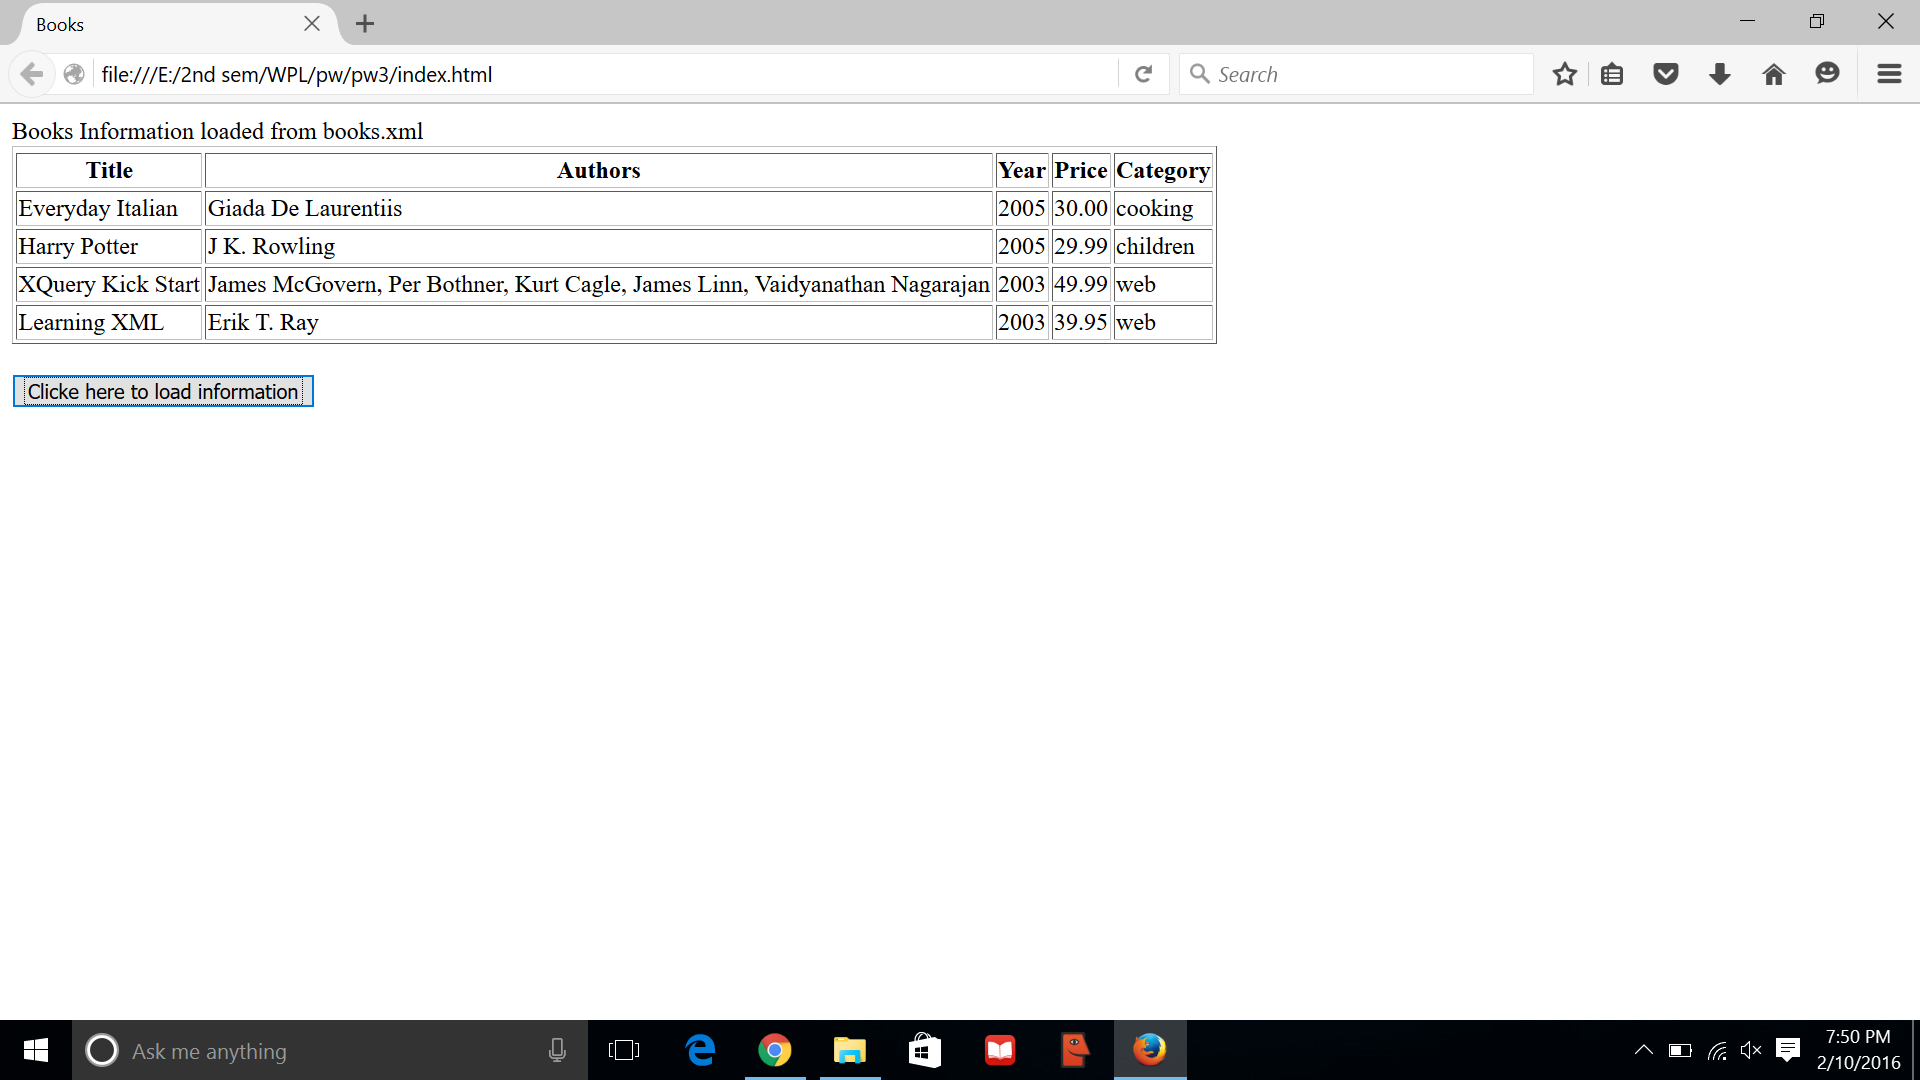 Books
file:///E:/2nd sem/WPL/pw/pw3/index.html
Search
Books Information loaded from books.xml
Title Authors Year Price Category
Everyday Italian Giada De Laurentiis 2005 30.00 cooking
Harry Potter J K. Rowling 2005 29.99 children
XQuery Kick Start James McGovern, Per Bothner, Kurt Cagle, James Linn, Vaidyanathan Nagarajan 2003 49.99 web
Learning XML Erik T. Ray 2003 39.95 web
Clicke here to load information
Ask me anything
7:50 PM
2/10/2016